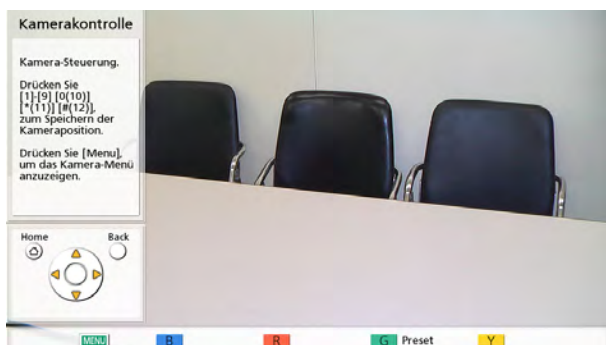 Kamerakontrolle
Kamera-Steuerung.
Drücken Sie
[1]-[9] [0(10)]
[*(11)] [#(12)],
zum Speichern der
Kameraposition.
Drücken Sie [Menu],
um das Kamera-Menü
anzuzeigen.
Home Back
MENU B R G Preset Y